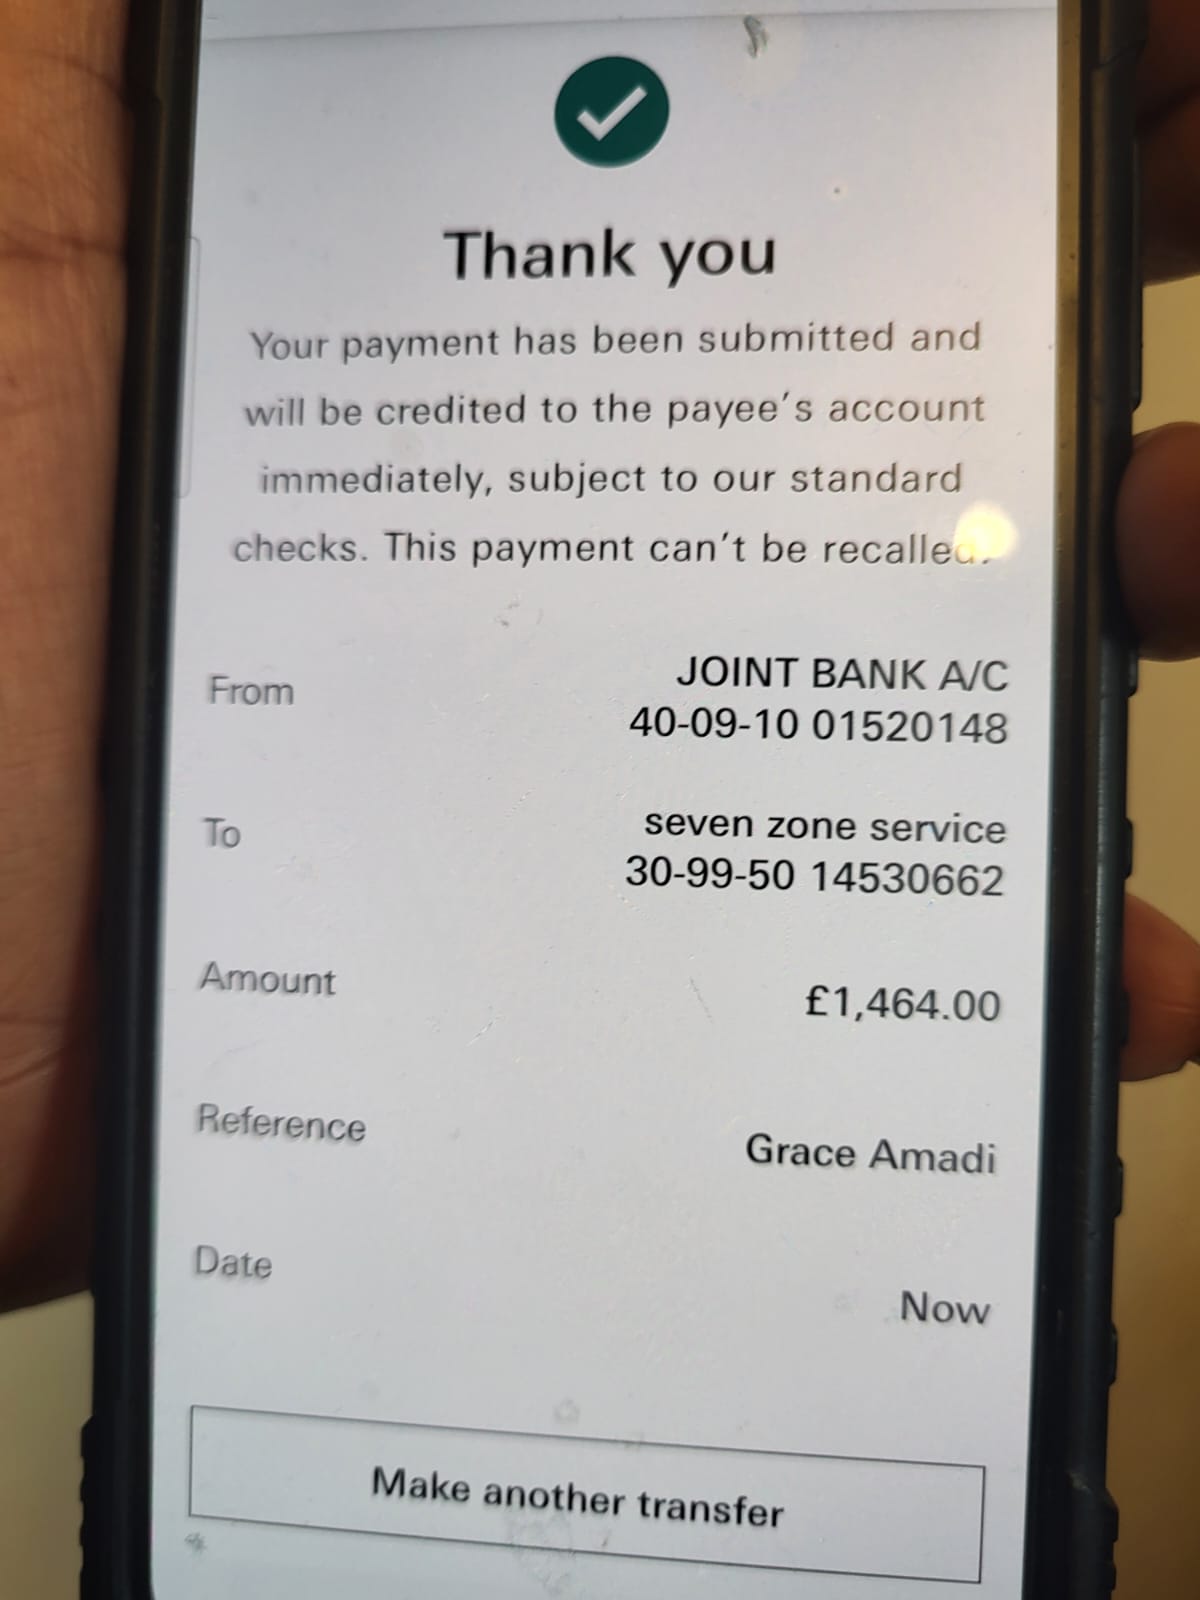 Thank you
Your payment has been submitted and
will be credited to the payee's account
immediately, subject to our standard
checks. This payment can't be recalled.
From
JOINT BANK A/C
40-09-10 01520148
To
seven zone service
30-99-50 14530662
Amount
£1,464.00
Reference
Grace Amadi
Date
Now
Make another transfer